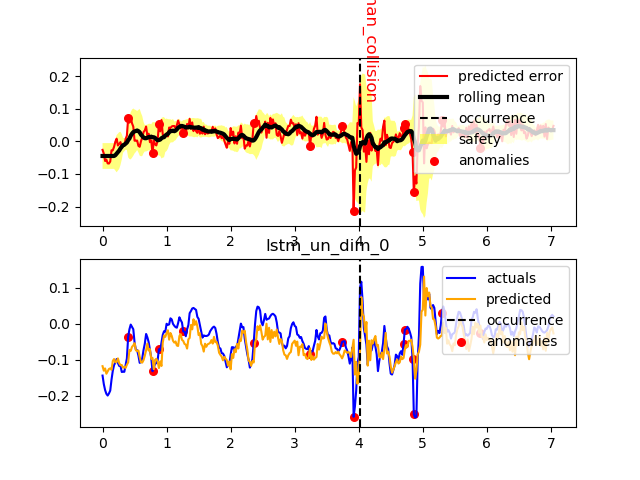 man_collision
0.2
0.1
0.0
−0.1
−0.2
predicted error
rolling mean
occurrence
safety
anomalies
0 1 2 3 4 5 6 7
lstm_un_dim_0
0.1
0.0
−0.1
−0.2
actuals
predicted
occurrence
anomalies
0 1 2 3 4 5 6 7